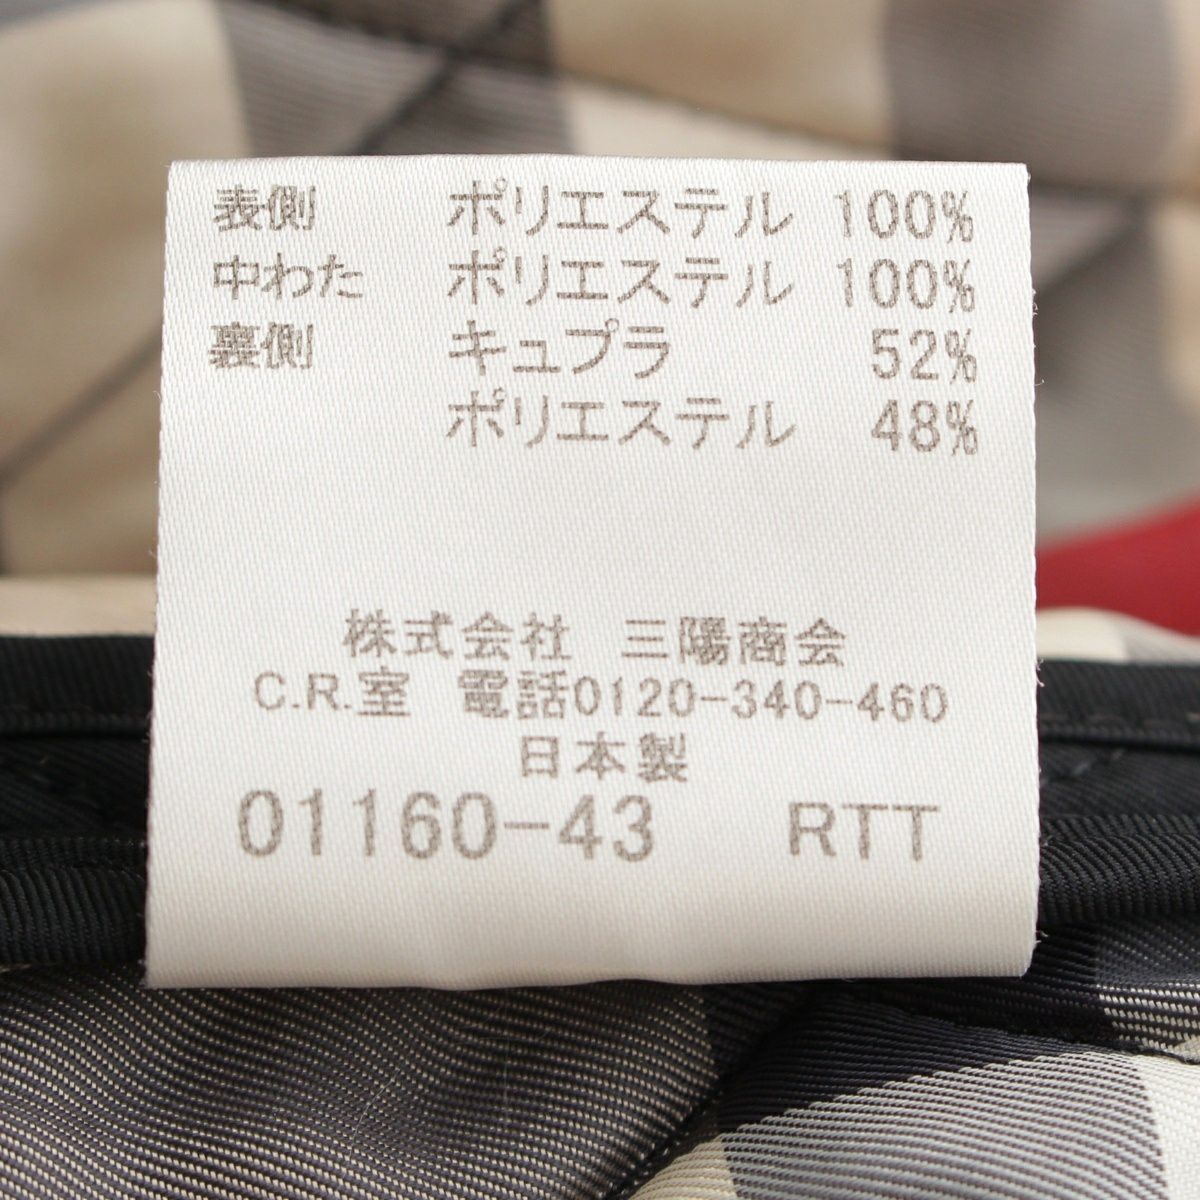 表側 ポリエステル 100%
中わた ポリエステル 100%
裏側 キュプラ 52%
ポリエステル 48%
株式会社 三陽商会
C.R.室 電話0120-340-460
日本製
01160-43 RTT